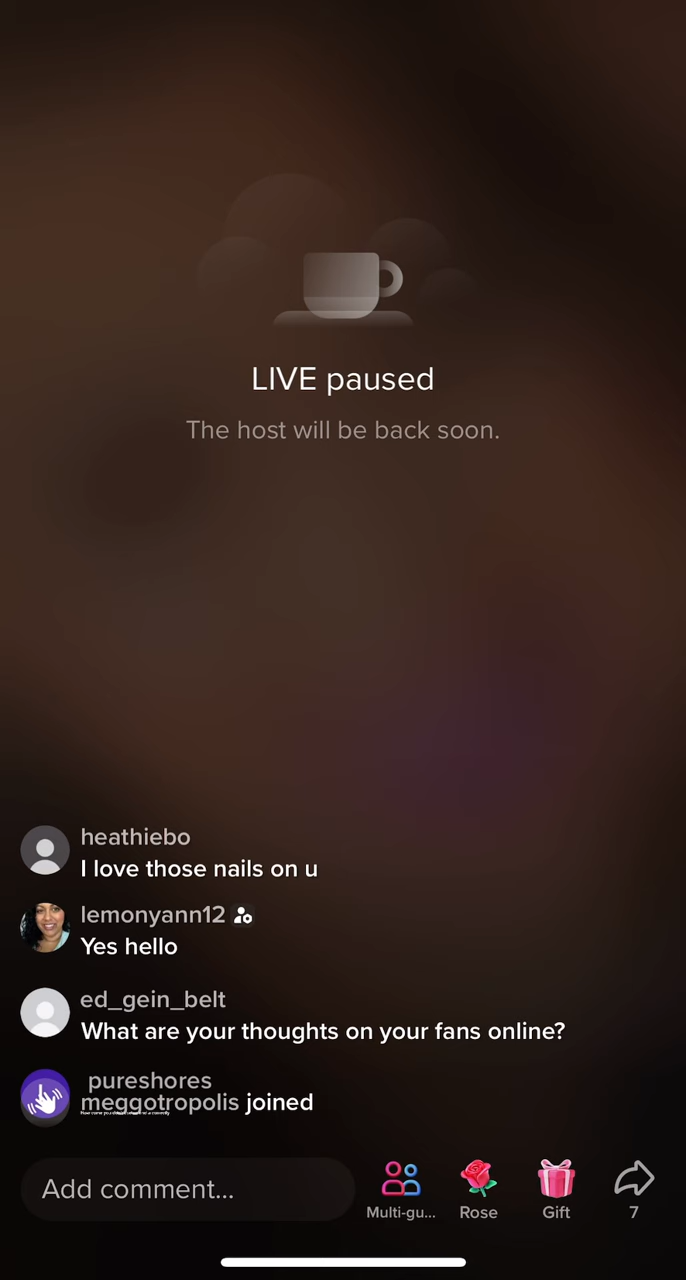 LIVE paused
The host will be back soon.
heathiebo
I love those nails on u
lemonyann12
Yes hello
ed_gein_belt
What are your thoughts on your fans online?
pureshores
meggotropolis joined
Add comment...
Multi-gu...
Rose
Gift
7